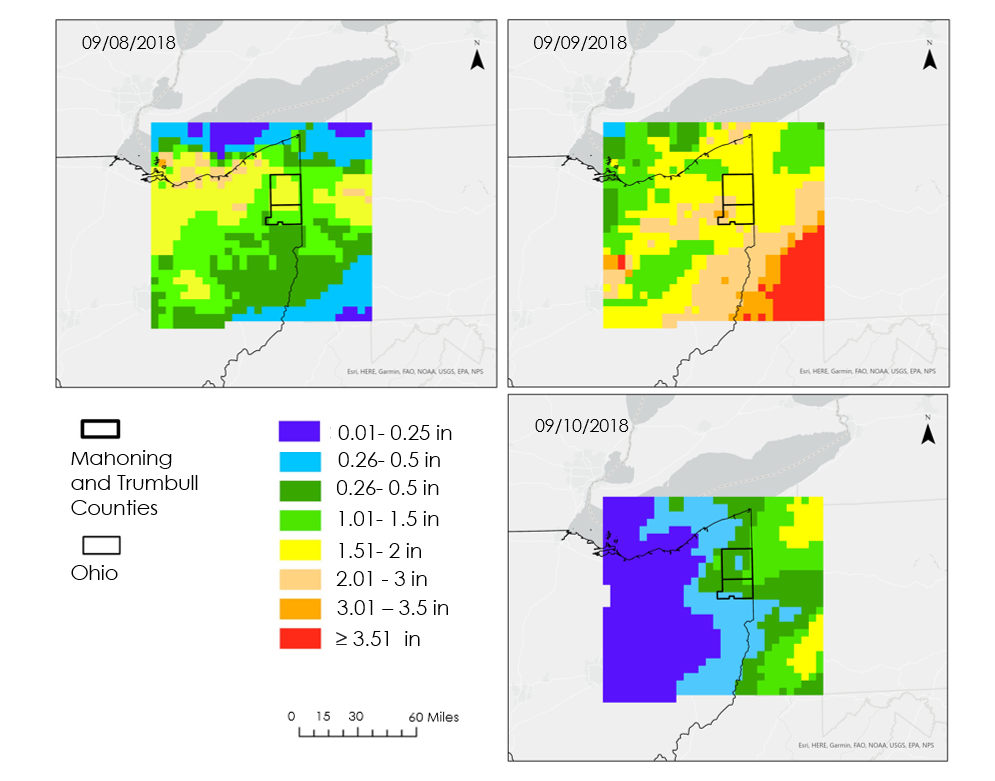 09/08/2018
N
Esri, HERE, Garmin, FAO, NOAA, USGS, EPA, NPS
09/09/2018
N
Esri, HERE, Garmin, FAO, NOAA, USGS, EPA, NPS
Mahoning
and Trumbull
Counties
Ohio
0.01- 0.25 in
0.26- 0.5 in
0.26- 0.5 in
1.01- 1.5 in
1.51- 2 in
2.01 - 3 in
3.01 – 3.5 in
≥ 3.51 in
0 15 30 60 Miles
09/10/2018
N
Esri, HERE, Garmin, FAO, NOAA, USGS, EPA, NPS